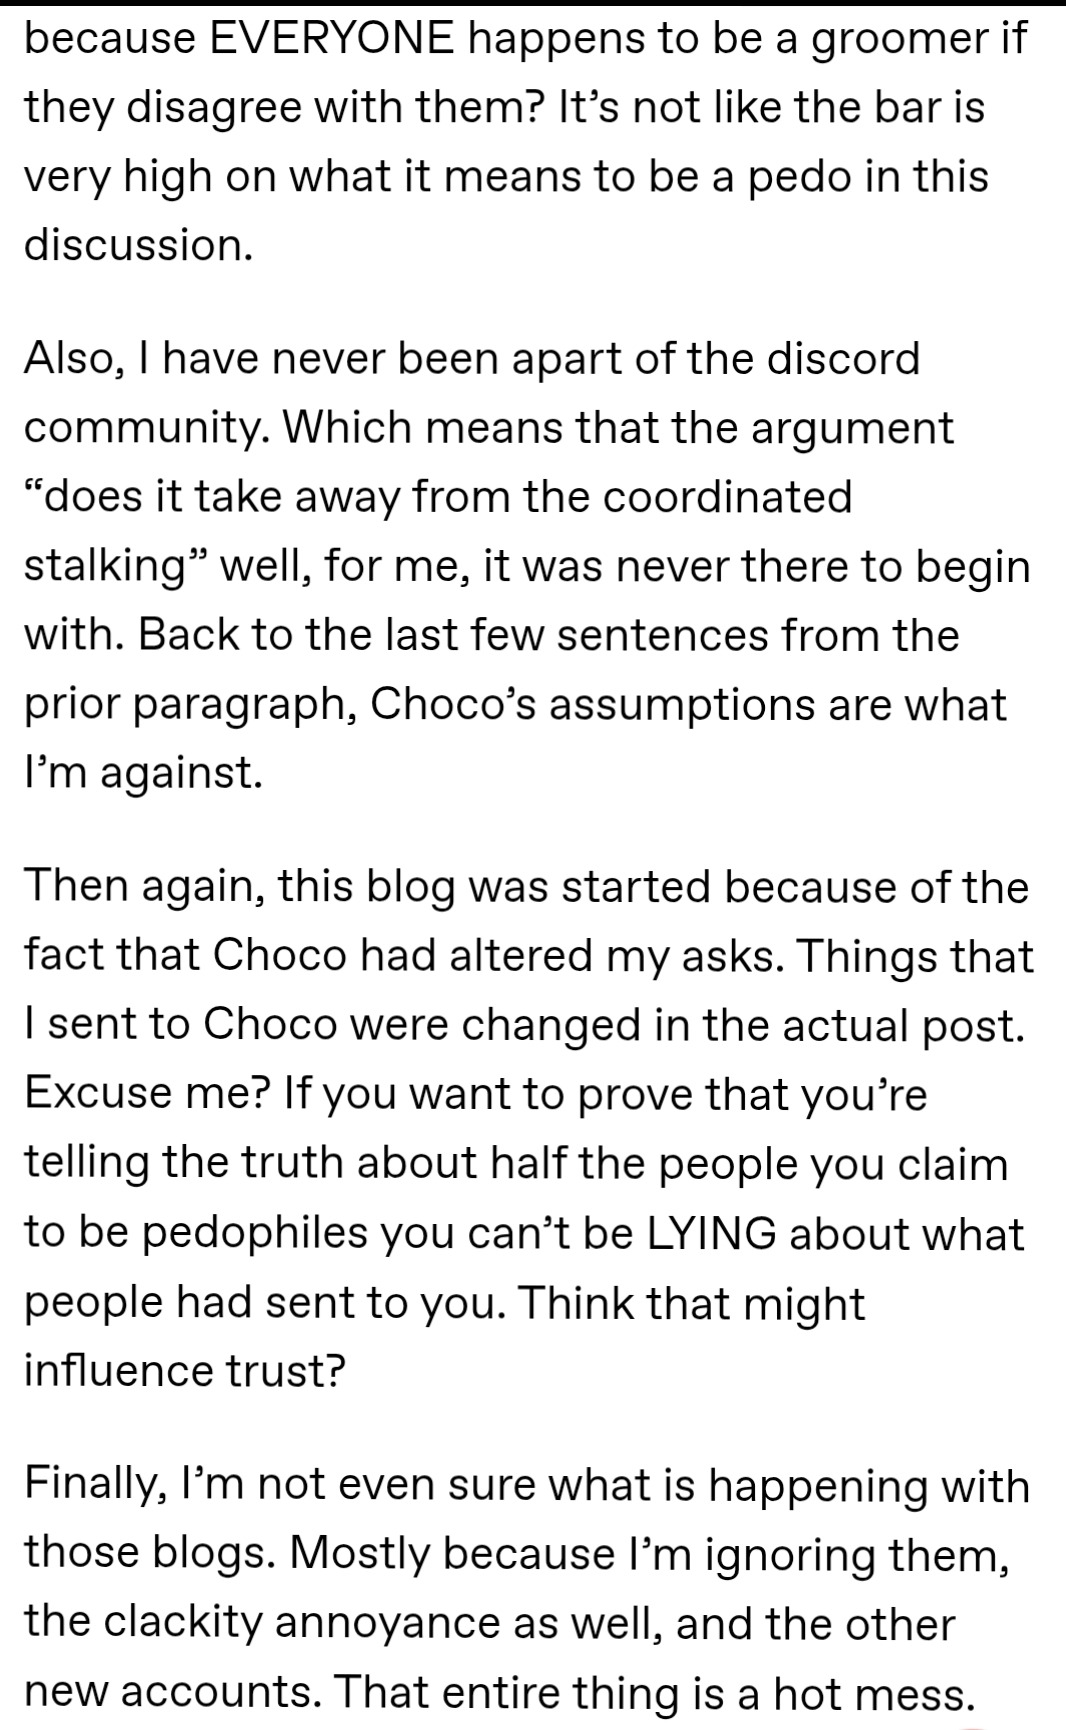 because EVERYONE happens to be a groomer if
they disagree with them? It’s not like the bar is
very high on what it means to be a pedo in this
discussion.
Also, I have never been apart of the discord
community. Which means that the argument
“does it take away from the coordinated
stalking” well, for me, it was never there to begin
with. Back to the last few sentences from the
prior paragraph, Choco’s assumptions are what
I’m against.
Then again, this blog was started because of the
fact that Choco had altered my asks. Things that
I sent to Choco were changed in the actual post.
Excuse me? If you want to prove that you’re
telling the truth about half the people you claim
to be pedophiles you can’t be LYING about what
people had sent to you. Think that might
influence trust?
Finally, I’m not even sure what is happening with
those blogs. Mostly because I’m ignoring them,
the clackity annoyance as well, and the other
new accounts. That entire thing is a hot mess.